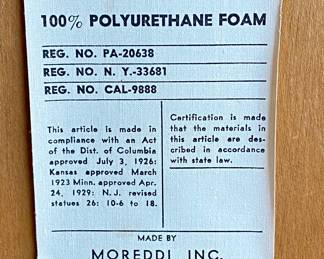 100% POLYURETHANE FOAM
REG. NO. PA-20638
REG. NO. N. Y.-33681
REG. NO. CAL-9888
This article is made in
compliance with an Act
of the Dist. of Columbia
approved July 3, 1926:
Kansas approved March
1923 Minn. approved Apr.
24, 1929: N. J. revised
statues 26: 10-6 to 18.
Certification is made
that the materials in
this article are des-
cribed in accordance
with state law.
MADE BY
MOREDDI, INC.